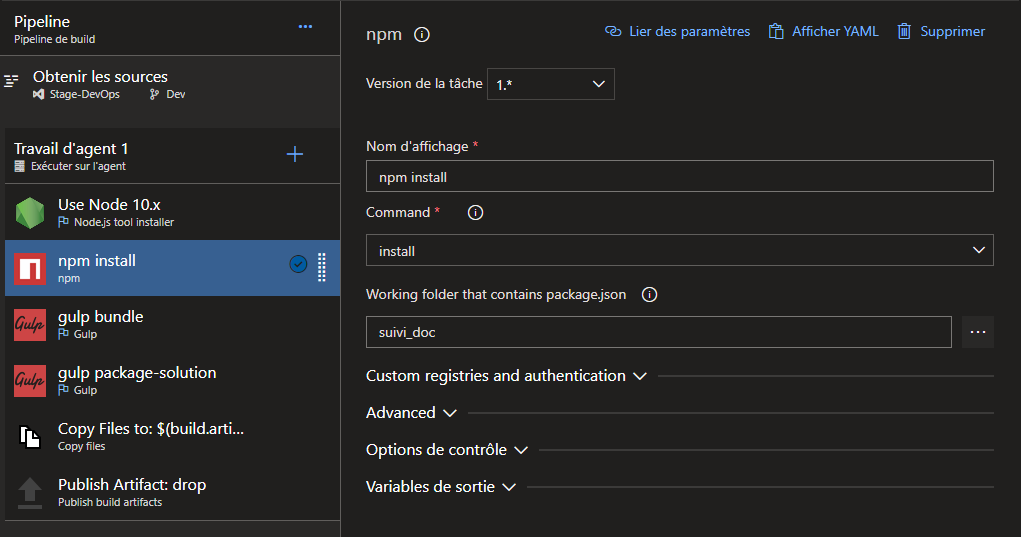 Pipeline
Pipeline de build
Obtenir les sources
Stage-DevOps Dev
Travail d'agent 1
Exécuter sur l'agent
Use Node 10.x
Node.js tool installer
npm install
npm
gulp bundle
Gulp
gulp package-solution
Gulp
Copy Files to: $(build.arti...
Copy files
Publish Artifact: drop
Publish build artifacts
npm
Lier des paramètres Afficher YAML Supprimer
Version de la tâche 1.*
Nom d'affichage *
npm install
Command *
install
Working folder that contains package.json
suivi_doc
Custom registries and authentication
Advanced
Options de contrôle
Variables de sortie